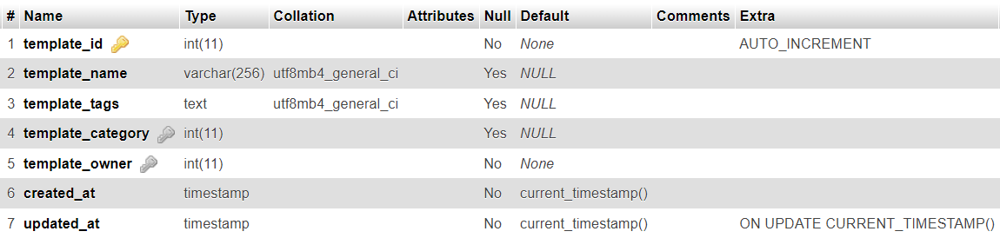 # Name Type Collation Attributes Null Default Comments Extra
1 template_id int(11) No None AUTO_INCREMENT
2 template_name varchar(256) utf8mb4_general_ci Yes NULL
3 template_tags text utf8mb4_general_ci Yes NULL
4 template_category int(11) Yes NULL
5 template_owner int(11) No None
6 created_at timestamp No current_timestamp()
7 updated_at timestamp No current_timestamp() ON UPDATE CURRENT_TIMESTAMP()